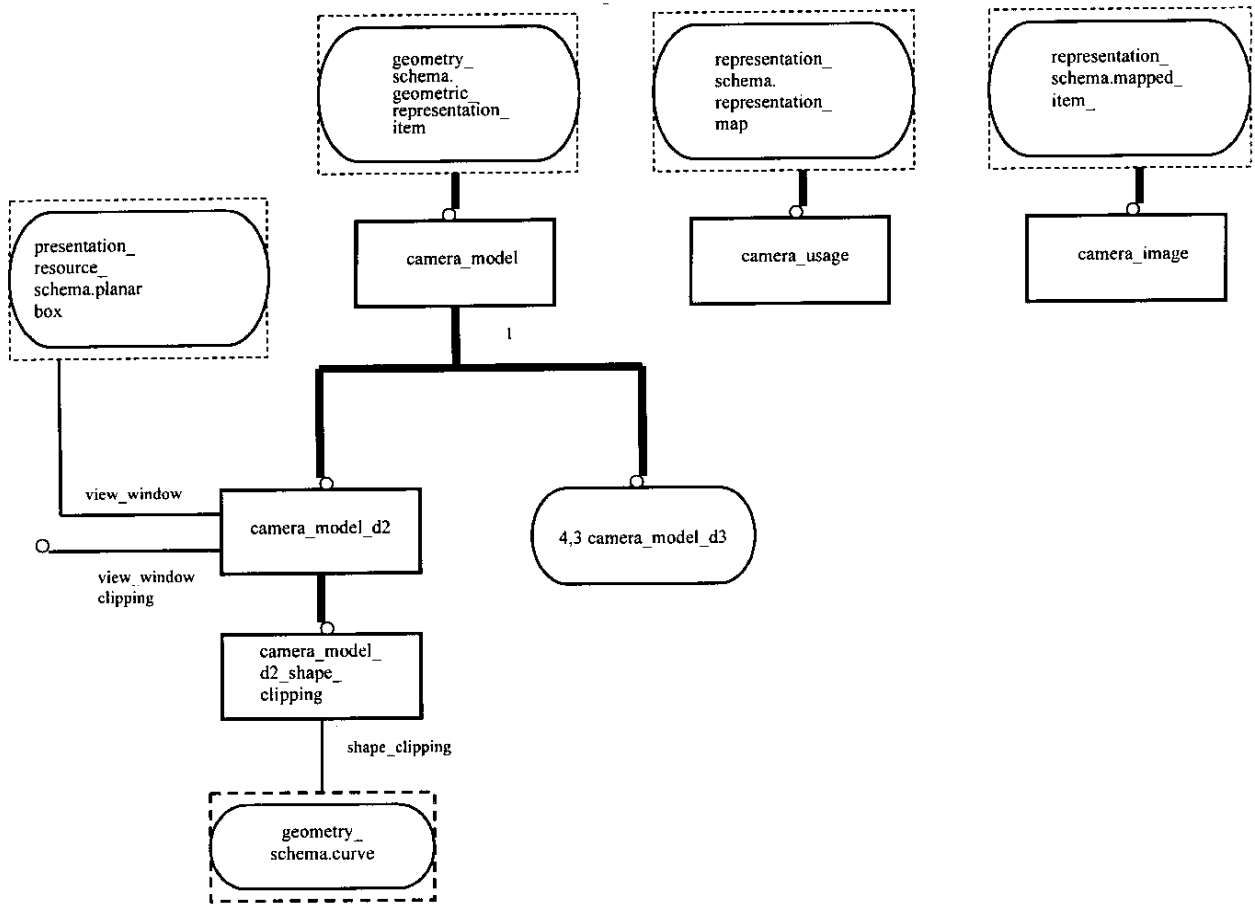 geometry_
schema.
geometric_
representation_
item
representation_
schema.
representation_
map
representation_
schema.mapped_
item_
presentation_
resource_
schema.planar
box
camera_model
camera_usage
camera_image
1
view_window
camera_model_d2
4,3 camera_model_d3
view_window
clipping
camera_model_
d2_shape_
clipping
shape_clipping
geometry_
schema.curve